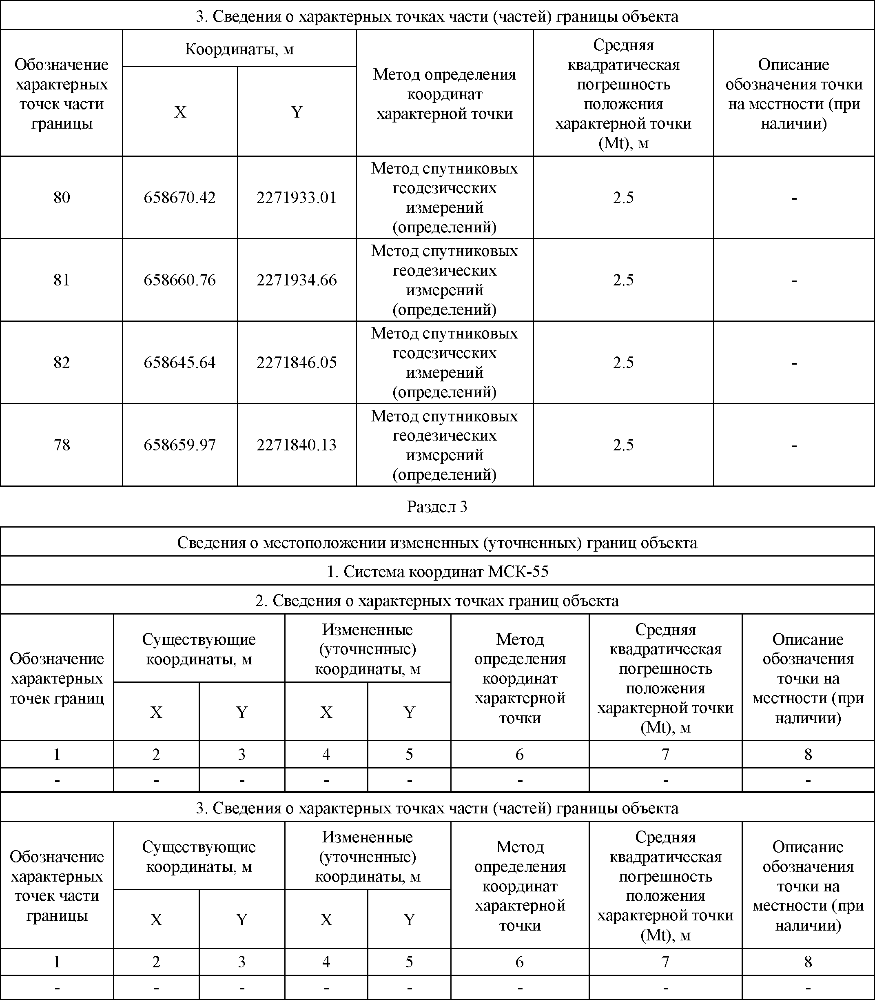 3. Сведения о характерных точках части (частей) границы объекта
Обозначение
характерных
точек части
границы
Координаты, м
X
Y
Метод определения
координат
характерной точки
Средняя
квадратическая
погрешность
положения
характерной точки
(Mt), м
Описание
обозначения точки
на местности (при
наличии)
80
658670.42
2271933.01
Метод спутниковых
геодезических
измерений
(определений)
2.5
-
81
658660.76
2271934.66
Метод спутниковых
геодезических
измерений
(определений)
2.5
-
82
658645.64
2271846.05
Метод спутниковых
геодезических
измерений
(определений)
2.5
-
78
658659.97
2271840.13
Метод спутниковых
геодезических
измерений
(определений)
2.5
-
Раздел 3
Сведения о местоположении измененных (уточненных) границ объекта
1. Система координат МСК-55
2. Сведения о характерных точках границ объекта
Обозначение
характерных
точек границ
Существующие
координаты, м
X
Y
Измененные
(уточненные)
координаты, м
X
Y
Метод
определения
координат
характерной
точки
Средняя
квадратическая
погрешность
положения
характерной точки
(Mt), м
Описание
обозначения
точки на
местности (при
наличии)
1 2 3 4 5 6 7 8
- - - - - - - -
3. Сведения о характерных точках части (частей) границы объекта
Обозначение
характерных
точек части
границы
Существующие
координаты, м
X
Y
Измененные
(уточненные)
координаты, м
X
Y
Метод
определения
координат
характерной
точки
Средняя
квадратическая
погрешность
положения
характерной точки
(Mt), м
Описание
обозначения
точки на
местности (при
наличии)
1 2 3 4 5 6 7 8
- - - - - - - -